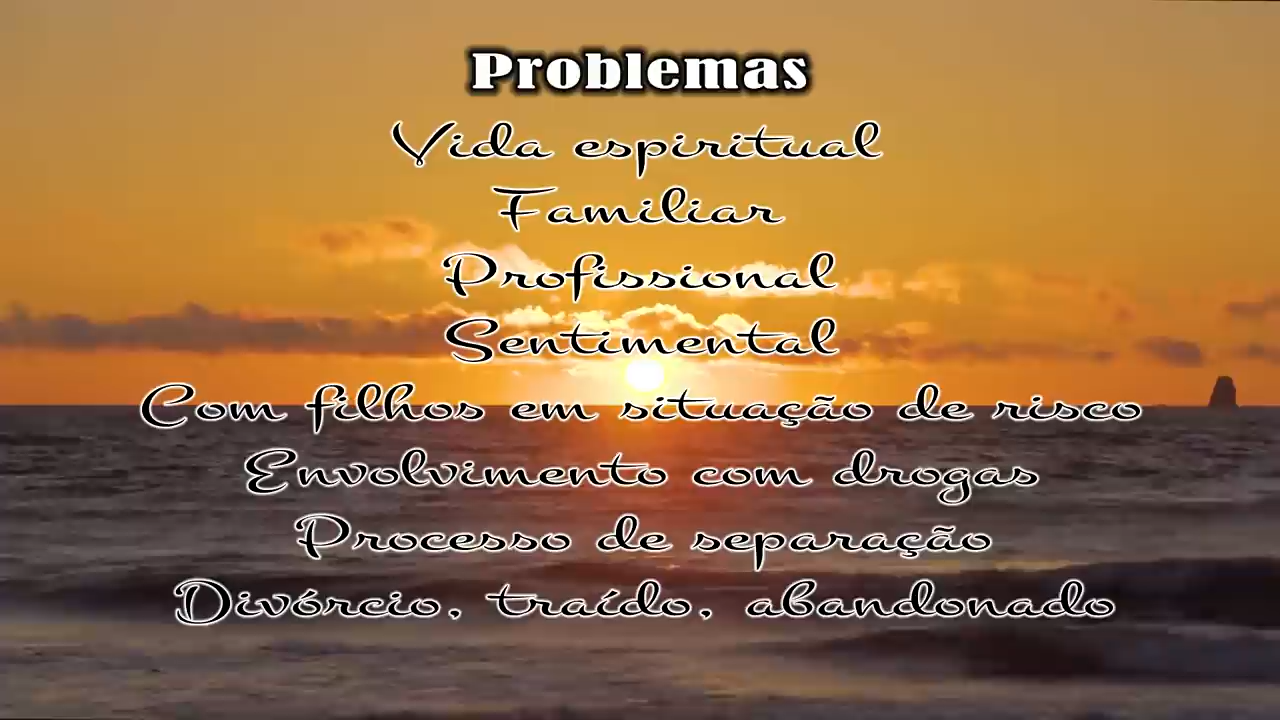 Problemas
Vida espiritual
Familiar
Profissional
Sentimental
Com filhos em situação de risco
Envolvimento com drogas
Processo de separação
Divórcio, traído, abandonado